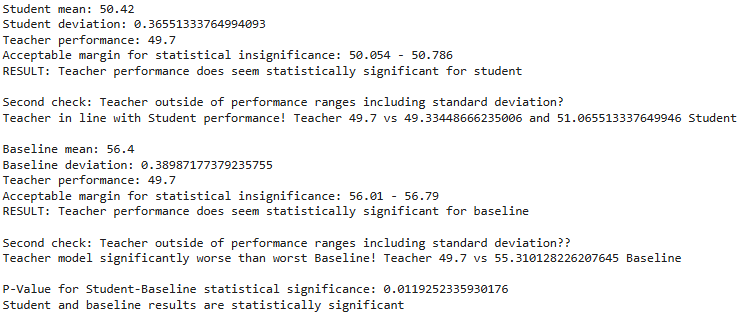 Student mean: 50.42
Student deviation: 0.36551333764994093
Teacher performance: 49.7
Acceptable margin for statistical insignificance: 50.054 - 50.786
RESULT: Teacher performance does seem statistically significant for student

Second check: Teacher outside of performance ranges including standard deviation?
Teacher in line with Student performance! Teacher 49.7 vs 49.33448666235006 and 51.065513337649946 Student

Baseline mean: 56.4
Baseline deviation: 0.38987177379235755
Teacher performance: 49.7
Acceptable margin for statistical insignificance: 56.01 - 56.79
RESULT: Teacher performance does seem statistically significant for baseline

Second check: Teacher outside of performance ranges including standard deviation??
Teacher model significantly worse than worst Baseline! Teacher 49.7 vs 55.310128226207645 Baseline

P-Value for Student-Baseline statistical significance: 0.0119252335930176
Student and baseline results are statistically significant